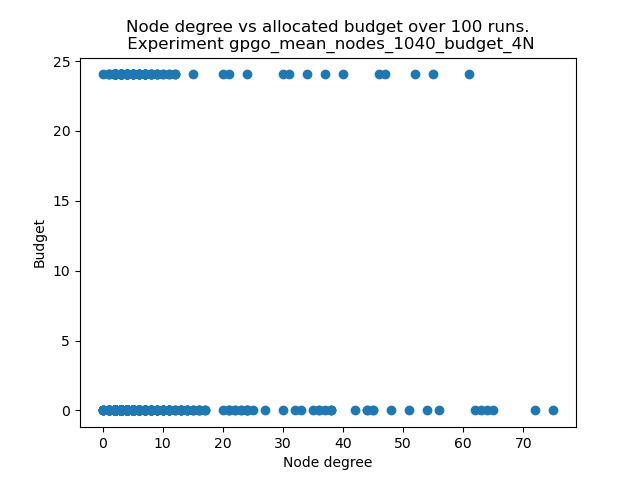 Node degree vs allocated budget over 100 runs.
Experiment gpgo_mean_nodes_1040_budget_4N
25
20
15
10
5
0
Budget
0 10 20 30 40 50 60 70
Node degree